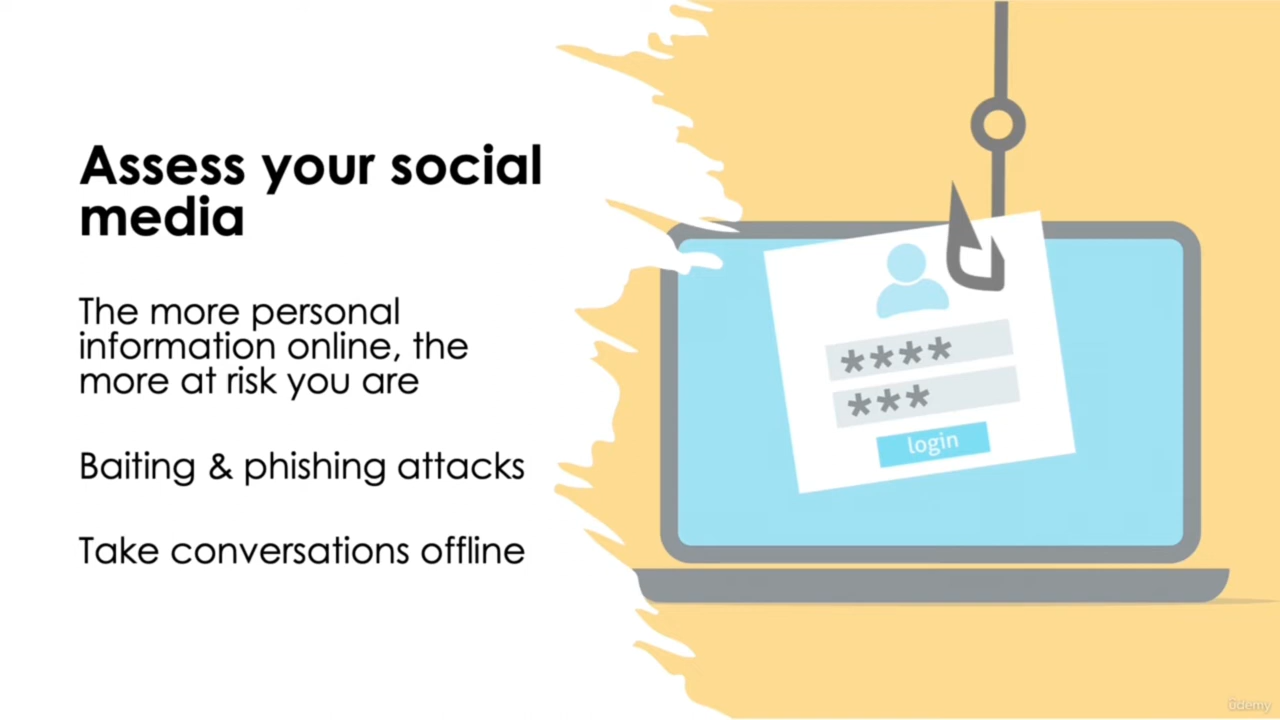 Assess your social
media
The more personal
information online, the
more at risk you are
Baiting & phishing attacks
Take conversations offline
****
***
login
ûdemy